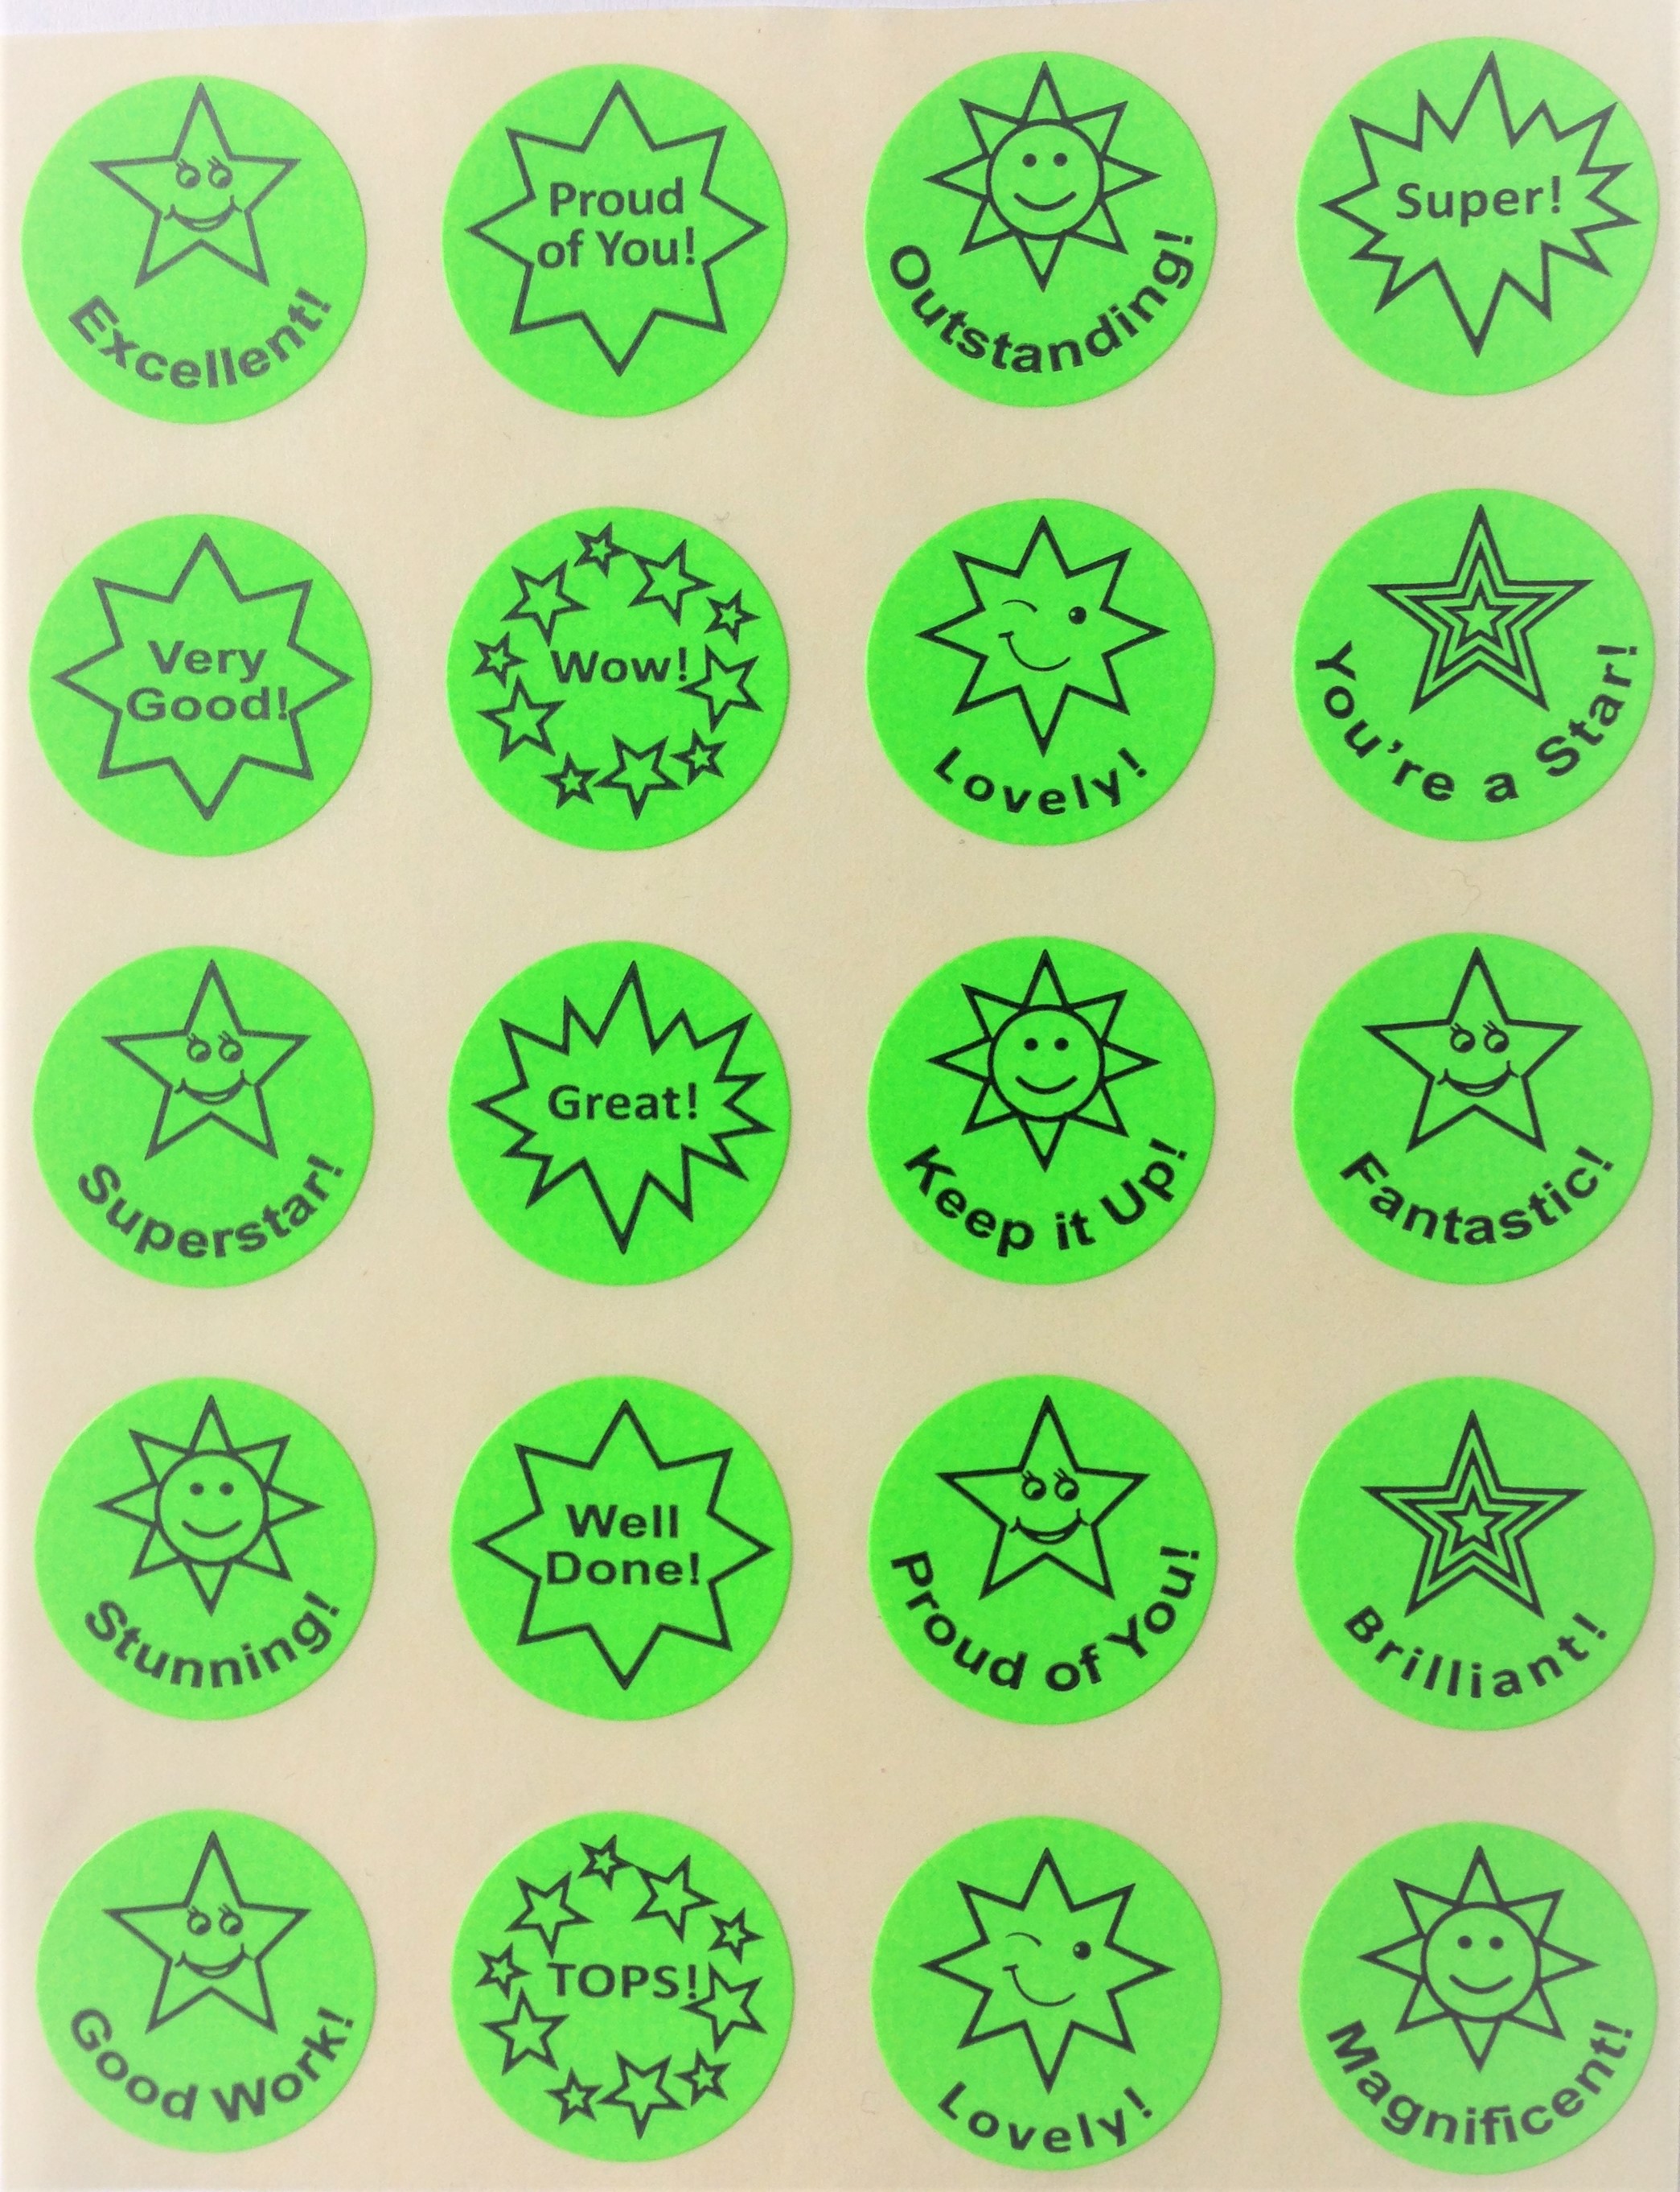 Excellent!
Proud
of You!
Outstanding!
Super!
Very
Good!
Wow!
Lovely!
You're a Star!
Superstar!
Great!
Keep it Up!
Fantastic!
Stunning!
Well
Done!
Proud of You!
Brilliant!
Good Work!
TOPS!
Lovely!
Magnificent!